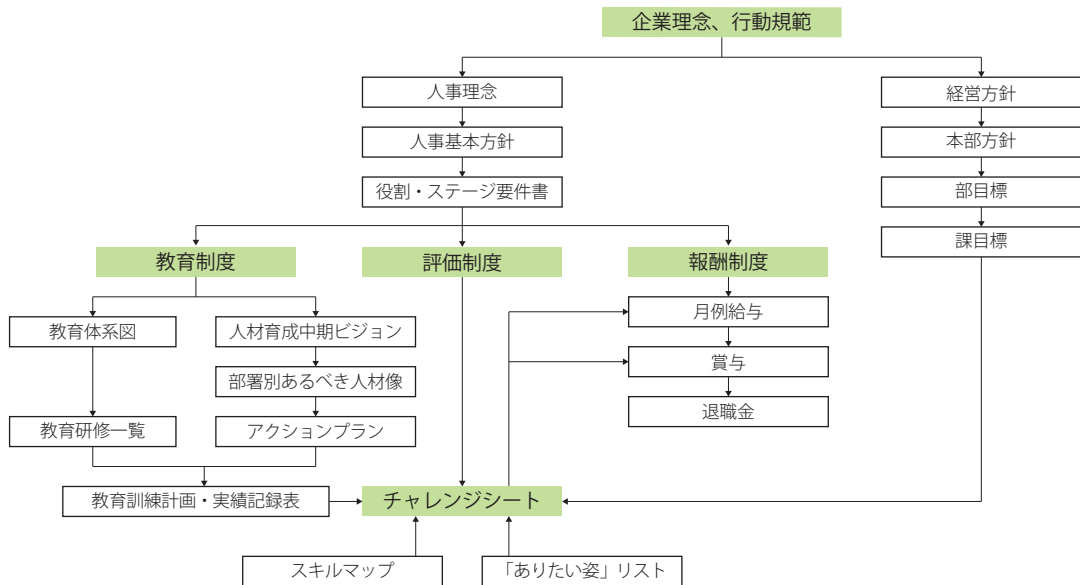 企業理念、行動規範
人事理念
経営方針
人事基本方針
本部方針
役割・ステージ要件書
部目標
課目標
教育制度
評価制度
報酬制度
教育体系図
人材育成中期ビジョン
月例給与
部署別あるべき人材像
賞与
教育研修一覧
アクションプラン
退職金
教育訓練計画・実績記録表
チャレンジシート
スキルマップ
「ありたい姿」リスト